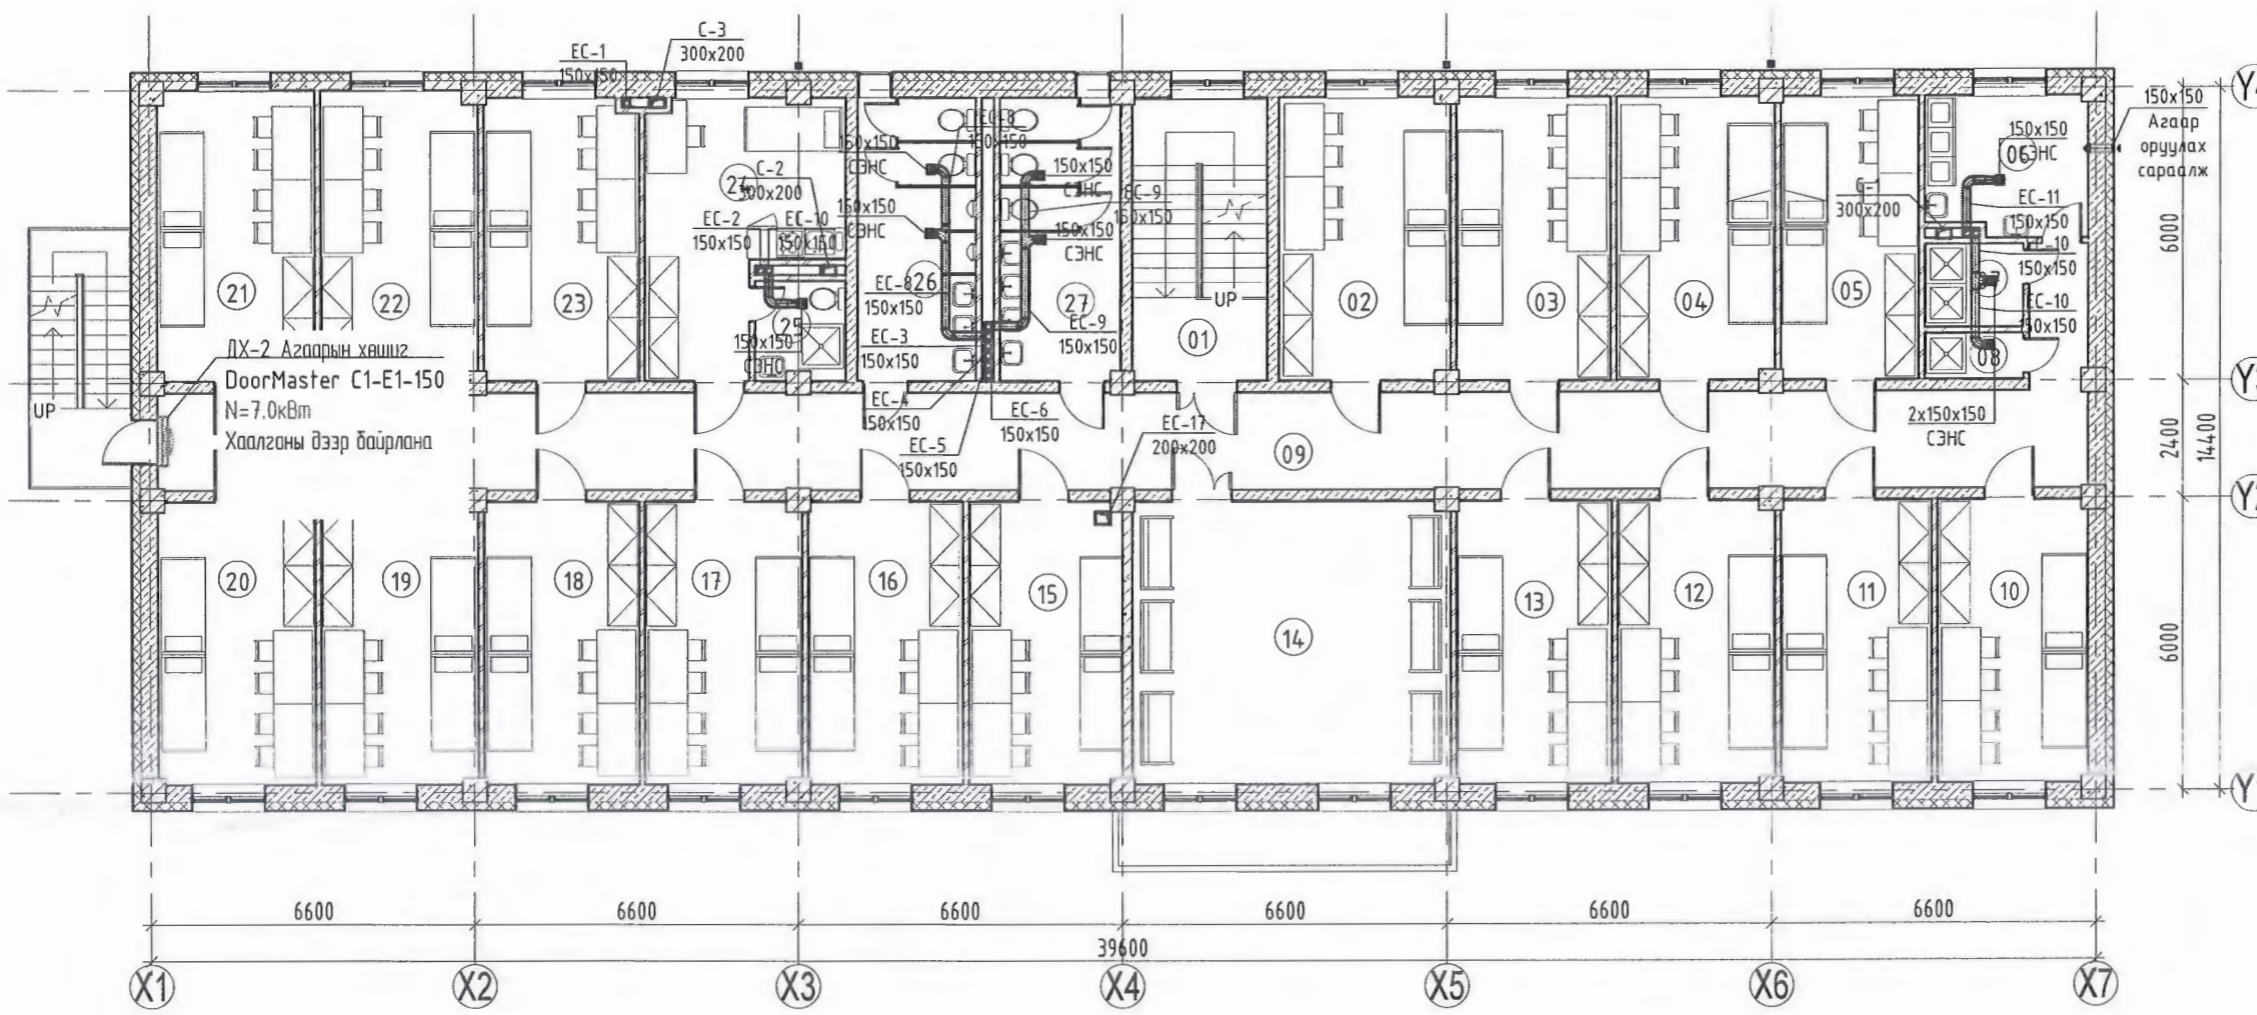 C-3
300x200
EC-1
150x150
150x150
Агаар
оруулах
сараалж
EC-8
150x150
150x150
СЭНС
150x150
СЭНС
24
C-2
300x200
EC-9
150x150
150x150
СЭНС
150x150
СЭНС
EC-2
150x150
EC-10
150x150
150x150
СЭНС
06
C-1
300x200
EC-11
150x150
150x150
EC-10
150x150
21
22
23
25
150x150
EC-8
26
150x150
27
EC-9
150x150
EC-3
150x150
UP
01
02
03
04
05
08
ДХ-2 Агаарын хөшиг
DoorMaster C1-E1-150
N=7.0кВт
Хаалганы дээр байрлана
UP
EC-4
150x150
EC-5
150x150
EC-6
150x150
EC-17
200x200
09
2x150x150
СЭНС
20
19
18
17
16
15
14
13
12
11
10
6000
2400
14400
6000
6600
6600
6600
6600
6600
6600
39600
X1
X2
X3
X4
X5
X6
X7